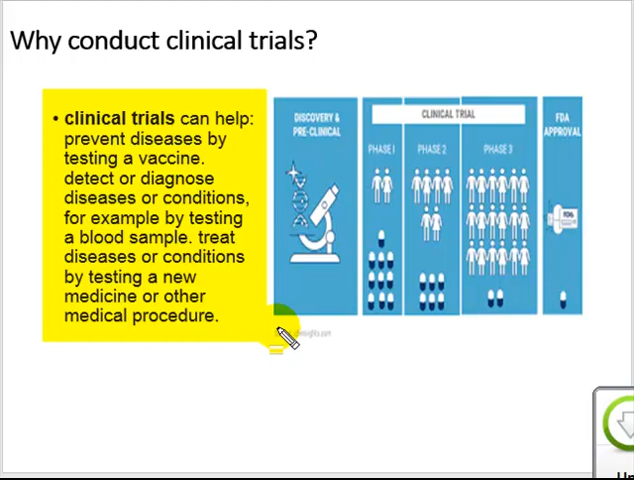 Why conduct clinical trials?
• clinical trials can help:
prevent diseases by
testing a vaccine.
detect or diagnose
diseases or conditions,
for example by testing
a blood sample. treat
diseases or conditions
by testing a new
medicine or other
medical procedure.
DISCOVERY &
PRE-CLINICAL
CLINICAL TRIAL
PHASE I
PHASE 2
PHASE 3
FDA
APPROVAL